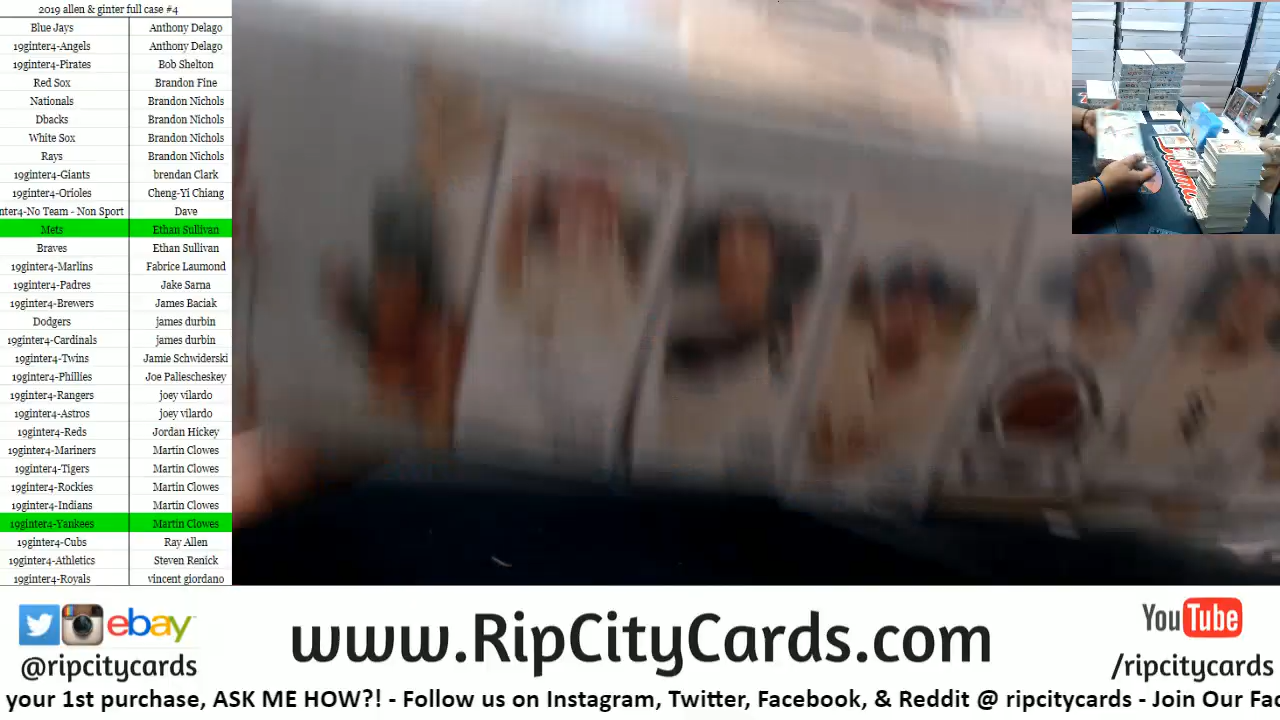 2019 allen & ginter full case #4
Blue Jays Anthony Delago
19ginter4-Angels Anthony Delago
19ginter4-Pirates Bob Shelton
Red Sox Brandon Fine
Nationals Brandon Nichols
Dbacks Brandon Nichols
White Sox Brandon Nichols
Rays Brandon Nichols
19ginter4-Giants brendan Clark
19ginter4-Orioles Cheng-Yi Chiang
nter4-No Team - Non Sport Dave
Mets Ethan Sullivan
Braves Ethan Sullivan
19ginter4-Marlins Fabrice Laumond
19ginter4-Padres Jake Sarna
19ginter4-Brewers James Baciak
Dodgers james durbin
19ginter4-Cardinals james durbin
19ginter4-Twins Jamie Schwiderski
19ginter4-Phillies Joe Paliescheskey
19ginter4-Rangers joey vilardo
19ginter4-Astros joey vilardo
19ginter4-Reds Jordan Hickey
19ginter4-Mariners Martin Clowes
19ginter4-Tigers Martin Clowes
19ginter4-Rockies Martin Clowes
19ginter4-Indians Martin Clowes
19ginter4-Yankees Martin Clowes
19ginter4-Cubs Ray Allen
19ginter4-Athletics Steven Renick
19ginter4-Royals vincent giordano
ebay
@ripcitycards
www.RipCityCards.com
YouTube
/ripcitycards
your 1st purchase, ASK ME HOW?! - Follow us on Instagram, Twitter, Facebook, & Reddit @ ripcitycards - Join Our Fac